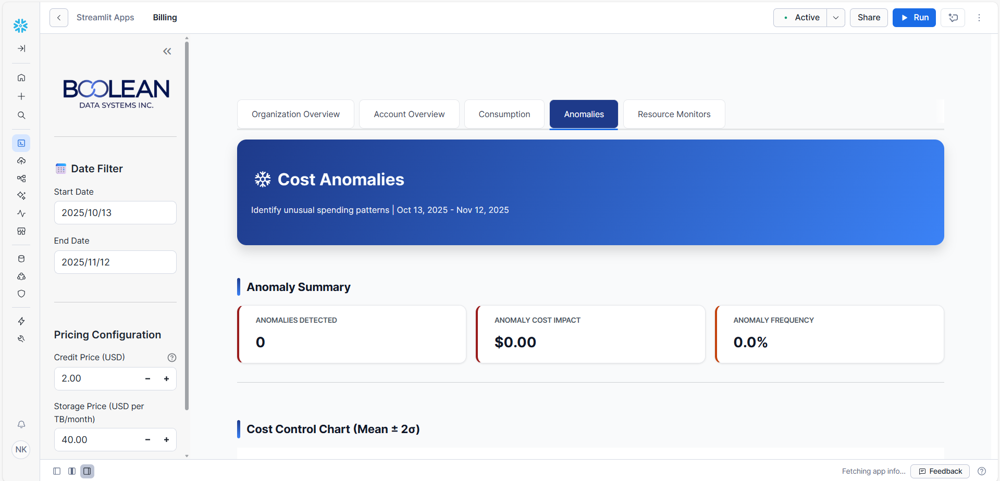 Streamlit Apps
Billing
Active
Share
Run
BOOLEAN
DATA SYSTEMS INC.
Date Filter
Start Date
2025/10/13
End Date
2025/11/12
Pricing Configuration
Credit Price (USD)
2.00
Storage Price (USD per
TB/month)
40.00
NK
Organization Overview
Account Overview
Consumption
Anomalies
Resource Monitors
Cost Anomalies
Identify unusual spending patterns | Oct 13, 2025 - Nov 12, 2025
Anomaly Summary
ANOMALIES DETECTED
0
ANOMALY COST IMPACT
$0.00
ANOMALY FREQUENCY
0.0%
Cost Control Chart (Mean ± 2σ)
Fetching app info...
Feedback